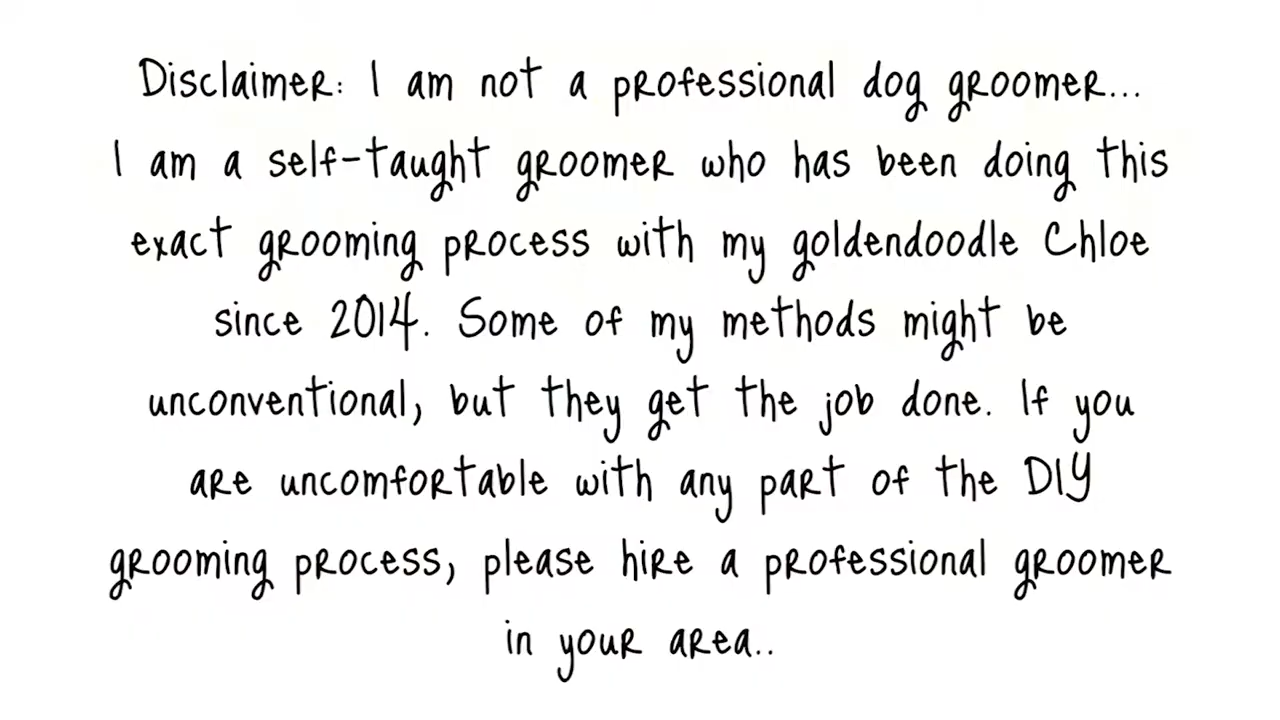 Disclaimer: I am not a professional dog groomer...
I am a self-taught groomer who has been doing this
exact grooming process with my goldendoodle Chloe
since 2014. Some of my methods might be
unconventional, but they get the job done. If you
are uncomfortable with any part of the DIY
grooming process, please hire a professional groomer
in your area..